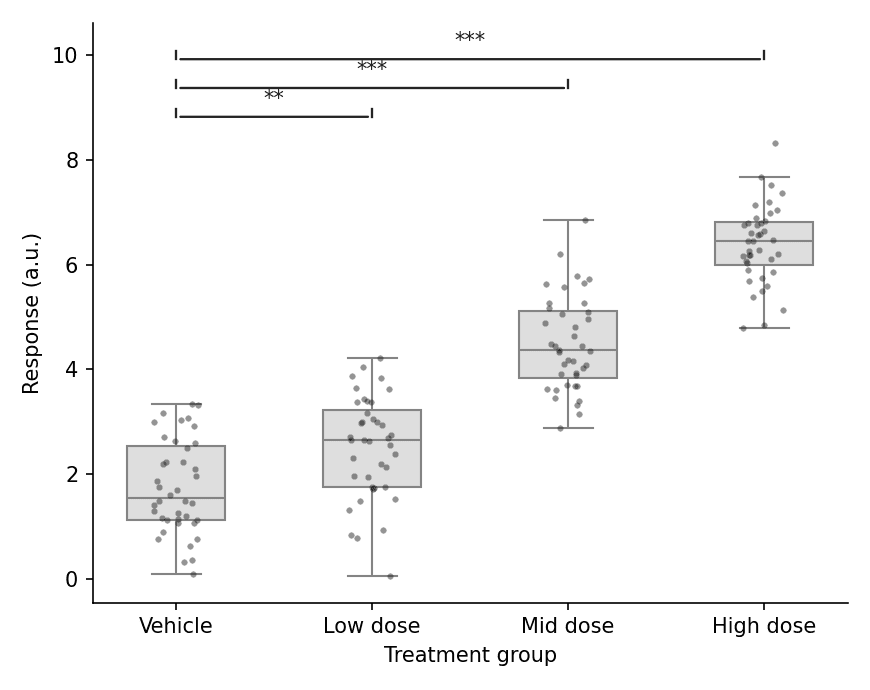 ***
***
**
10
8
6
4
2
0
Response (a.u.)
Vehicle
Low dose
Mid dose
High dose
Treatment group